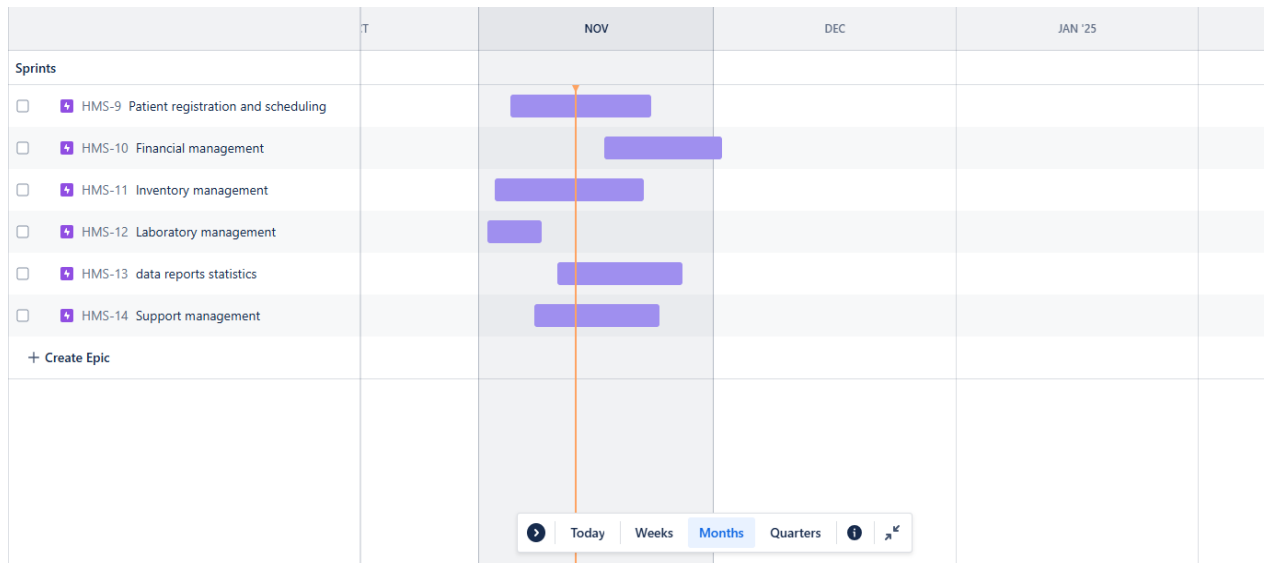 CT NOV DEC JAN '25
Sprints
HMS-9 Patient registration and scheduling
HMS-10 Financial management
HMS-11 Inventory management
HMS-12 Laboratory management
HMS-13 data reports statistics
HMS-14 Support management
+ Create Epic
Today Weeks Months Quarters